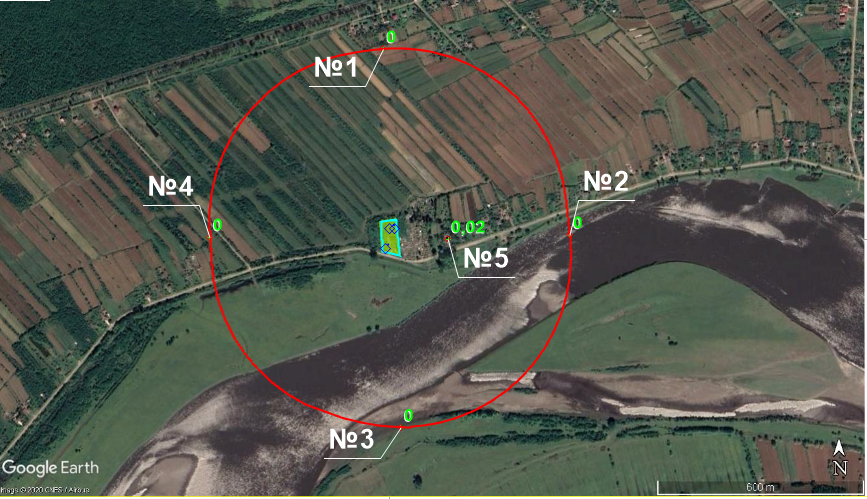 0
№1
№4
№2
0
0,02
0
№5
0
№3
Google Earth
Image © 2020 CNES / Airbus
N
600 m